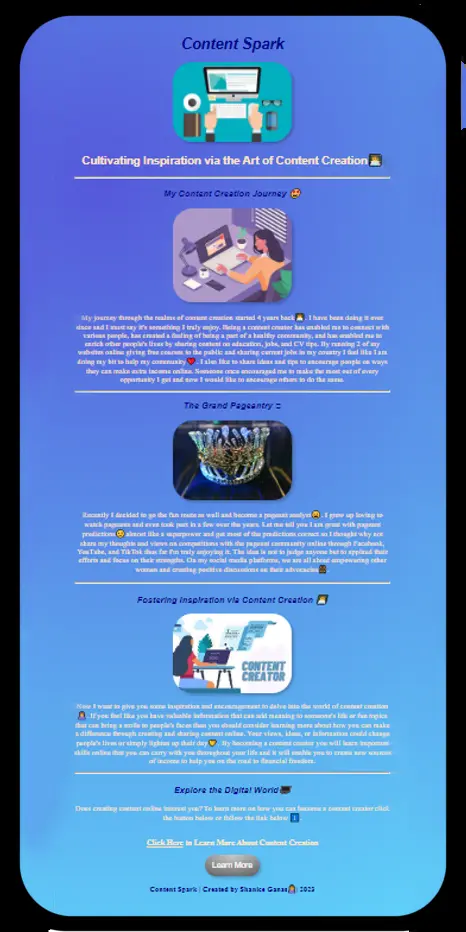 Content Spark
Cultivating Inspiration via the Art of Content Creation👩‍💻
My Content Creation Journey 🤩
My journey through the realms of content creation started 4 years back👩‍💻. I have been doing it ever
since and I must say it's something I truly enjoy. Being a content creator has enabled me to connect with
various people, has created a feeling of being a part of a healthy community, and has enabled me to
enrich other people's lives by sharing content on education, jobs, and CV tips. By running 2 of my
websites online giving free courses to the public and sharing current jobs in my country I feel like I am
doing my bit to help my community❤️. I also like to share ideas and tips to encourage people on ways
they can make extra income online. Someone once encouraged me to make the most out of every
opportunity I get and now I would like to encourage others to do the same.
The Grand Pageantry
Recently I decided to go the fun route as well and become a pageant analyst. I grew up loving to
watch pageants and even took part in a few over the years. Let me tell you I am great with pageant
predictions almost like a superpower and get most of the predictions correct so I thought why not
share my thoughts and views on competitions with the pageant community online through Facebook,
YouTube, and TikTok thus far I'm truly enjoying it. The idea is not to judge anyone but to applaud their
efforts and focus on their strengths. On my social media platforms, we are all about empowering other
women and creating positive discussions on their advocacies.
Fostering Inspiration via Content Creation 👩‍💻
Now I want to give you some inspiration and encouragement to delve into the world of content creation
. If you feel like you have valuable information that can add meaning to someone's life or fun topics
that can bring a smile to people's faces then you should consider learning more about how you can make
a difference through creating and sharing content online. Your views, ideas, or information could change
people's lives or simply lighten up their day. By becoming a content creator you will learn important
skills online that you can carry with you throughout your life and it will enable you to create new sources
of income to help you on the road to financial freedom.
CONTENT
CREATOR
Explore the Digital World
Does creating content online interest you? To learn more on how you can become a content creator click
the button below or follow the link below
Click Here to Learn More About Content Creation
Learn More
Content Spark | Created by Shanice Ganas | 2023